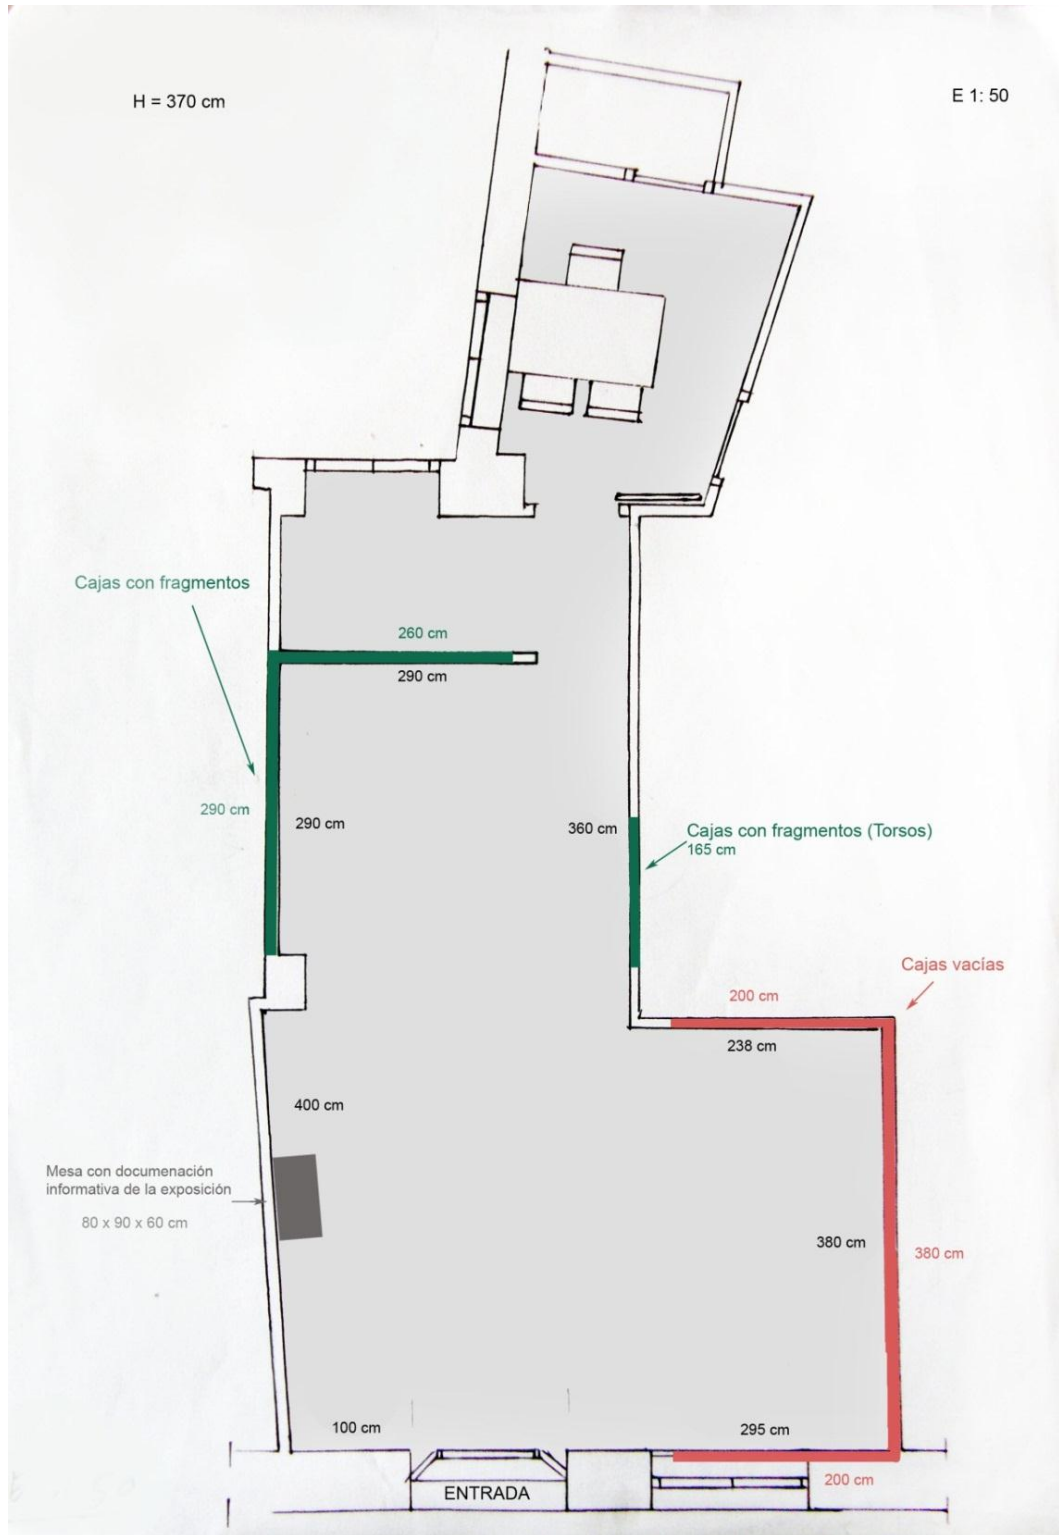 H = 370 cm
E 1: 50
Cajas con fragmentos
260 cm
290 cm
290 cm
290 cm
360 cm
Cajas con fragmentos (Torsos)
165 cm
Cajas vacías
200 cm
238 cm
400 cm
Mesa con documenación
informativa de la exposición
80 x 90 x 60 cm
380 cm
380 cm
100 cm
295 cm
200 cm
ENTRADA